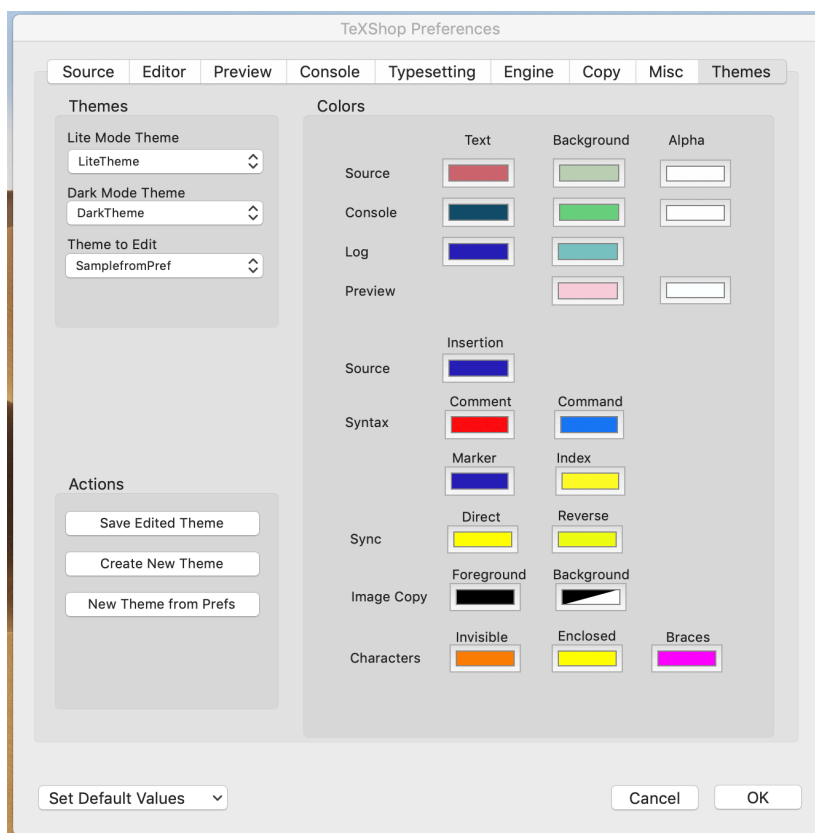 TeXShop Preferences
Source Editor Preview Console Typesetting Engine Copy Misc Themes
Themes
Lite Mode Theme
LiteTheme
Dark Mode Theme
DarkTheme
Theme to Edit
SamplefromPref
Actions
Save Edited Theme
Create New Theme
New Theme from Prefs
Colors
Text Background Alpha
Source
Console
Log
Preview
Insertion
Source
Comment Command
Syntax
Marker Index
Direct Reverse
Sync
Foreground Background
Image Copy
Invisible Enclosed Braces
Characters
Set Default Values
Cancel OK